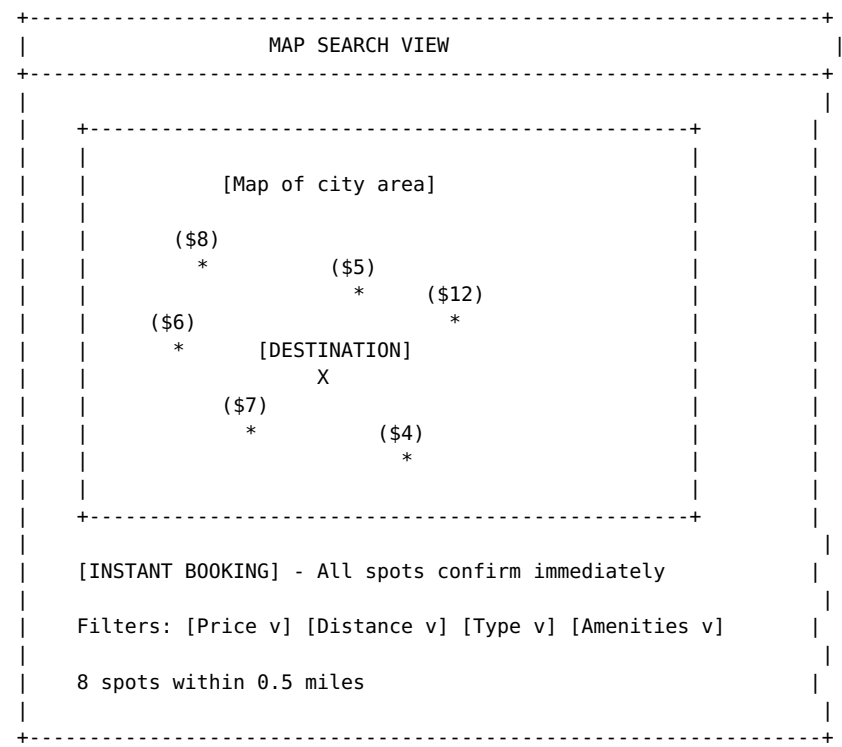 MAP SEARCH VIEW
[Map of city area]
($8)
* ($5)
* ($12)
($6) *
* [DESTINATION]
X
($7)
* ($4)
*
[INSTANT BOOKING] - All spots confirm immediately
Filters: [Price v] [Distance v] [Type v] [Amenities v]
8 spots within 0.5 miles